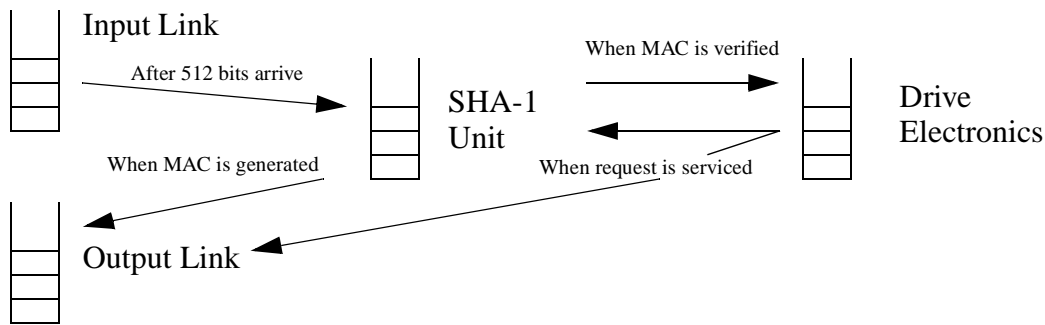 Input Link
When MAC is verified
After 512 bits arrive
SHA-1
Unit
Drive
Electronics
When MAC is generated
When request is serviced
Output Link